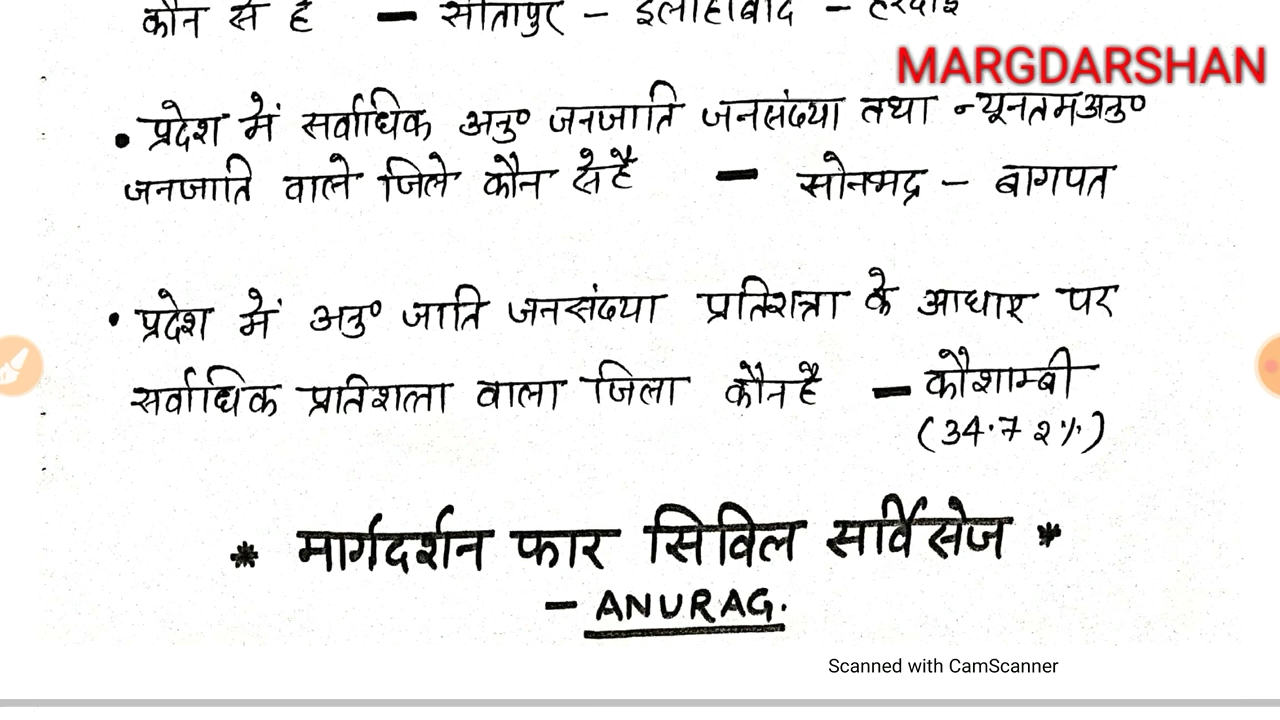 कौन से हैं – सीतापुर – इलाहाबाद – हरदोई
MARGDARSHAN
• प्रदेश में सर्वाधिक अनु० जनजाति जनसंख्या तथा न्यूनतम अनु०
जनजाति वाले जिले कौन से हैं – सोनभद्र – बागपत
• प्रदेश में अनु० जाति जनसंख्या प्रतिशत्ता के आधार पर
सर्वाधिक प्रतिशत्ता वाला जिला कौन है – कौशाम्बी
(34.72%)
* मार्गदर्शन फार सिविल सर्विसेज *
– ANURAG.
Scanned with CamScanner